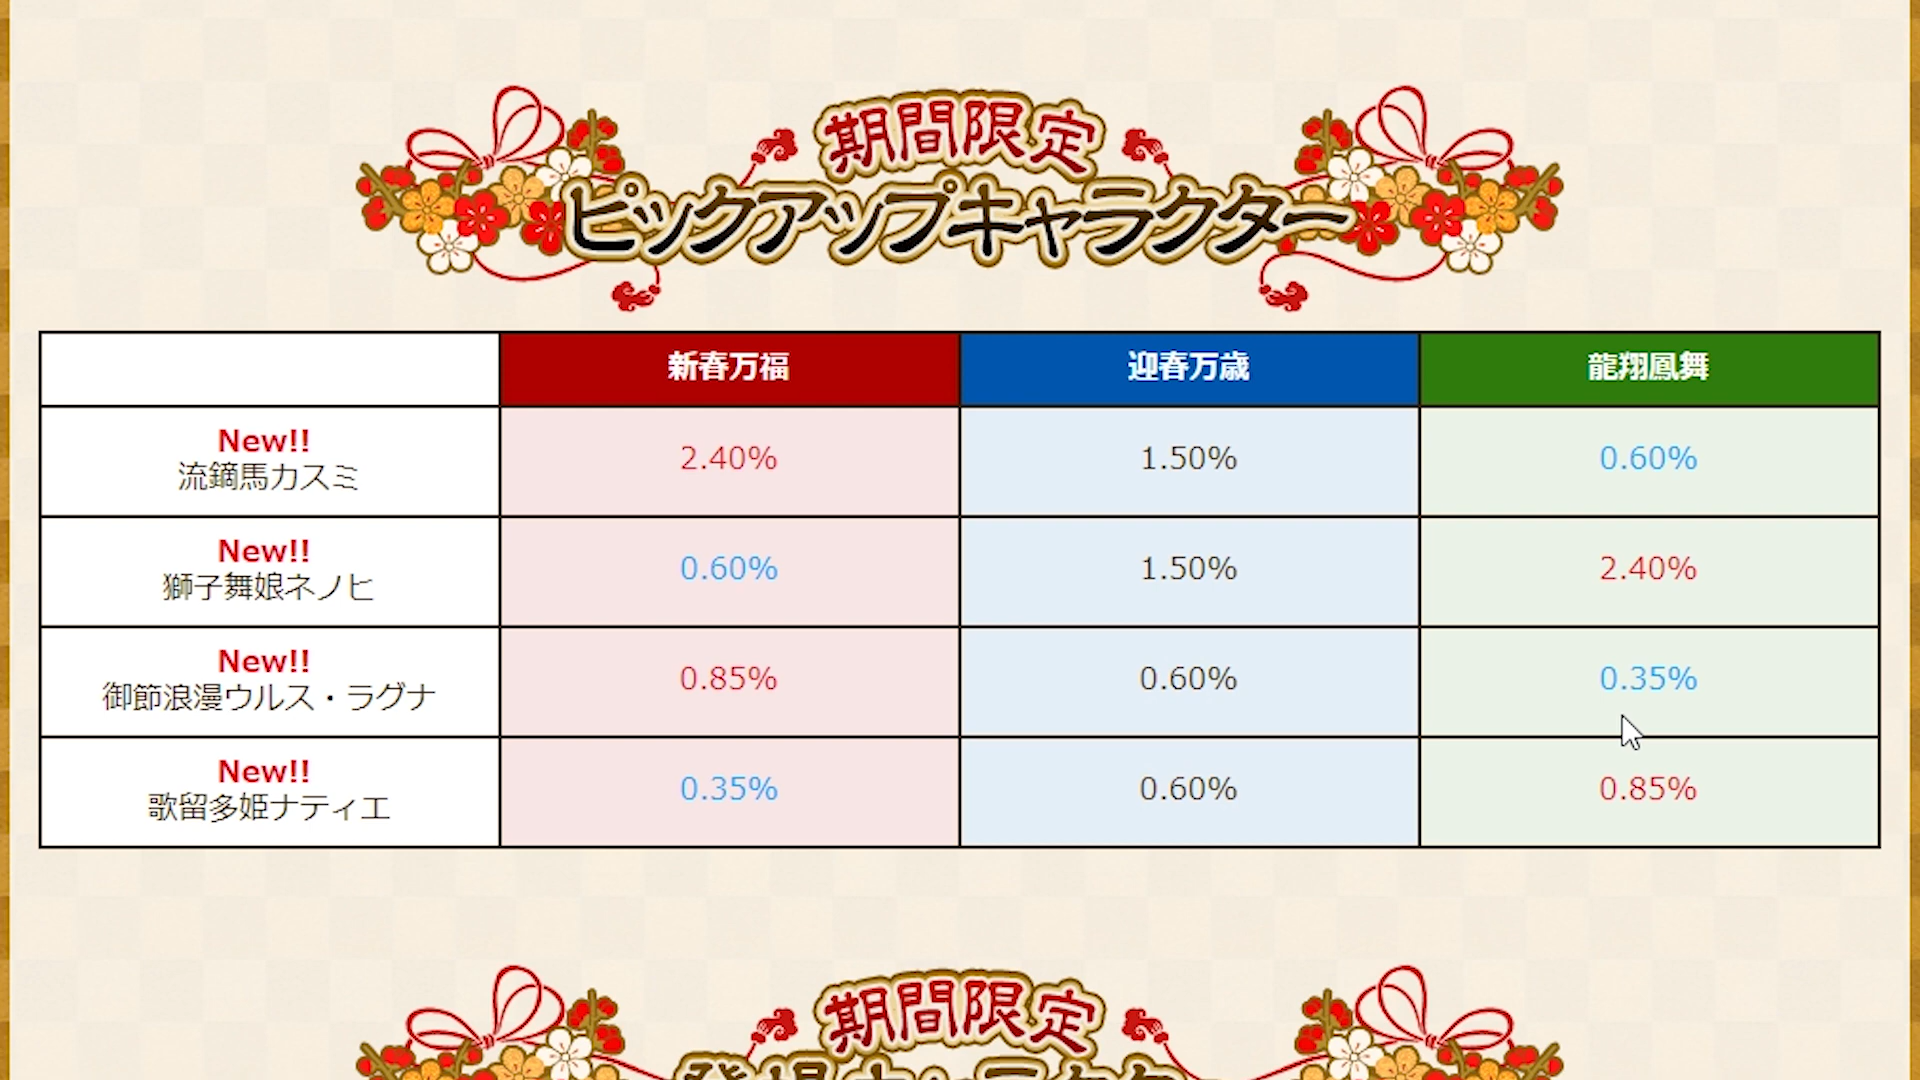 期間限定
ピックアップキャラクター
新春万福 迎春万歳 龍翔鳳舞
New!!
流鏑馬カスミ 2.40% 1.50% 0.60%
New!!
獅子舞娘ネノヒ 0.60% 1.50% 2.40%
New!!
御節浪漫ウルス・ラグナ 0.85% 0.60% 0.35%
New!!
歌留多姫ナティエ 0.35% 0.60% 0.85%
期間限定